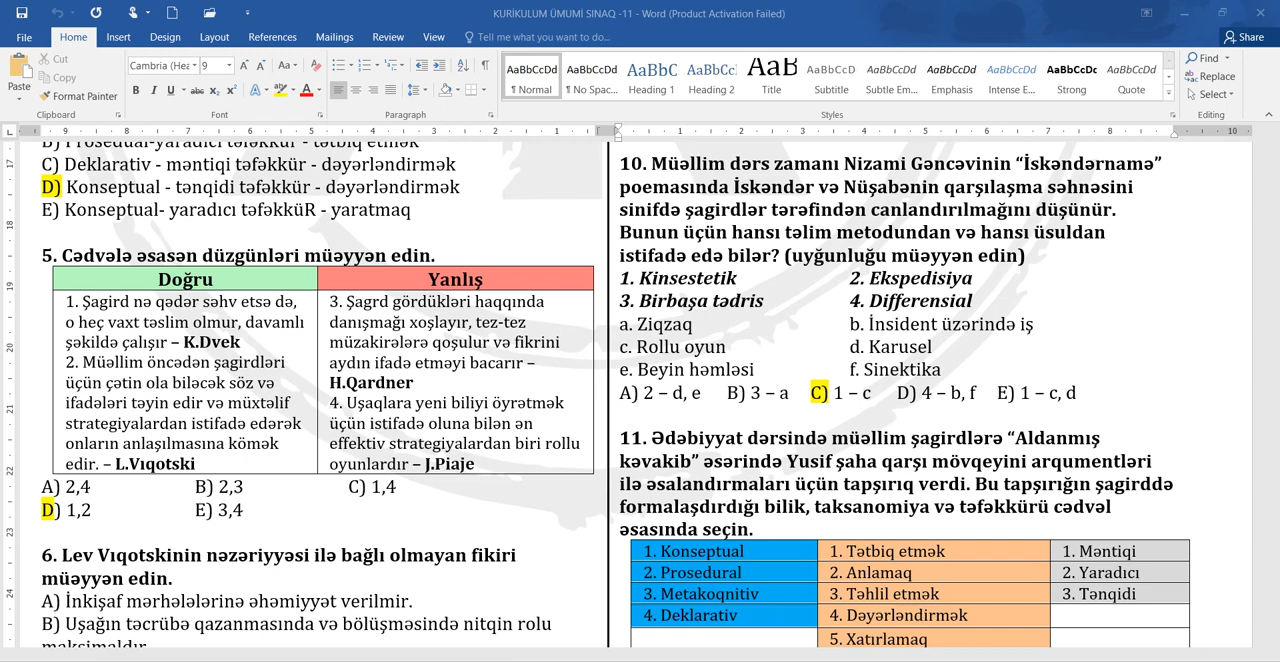 KURİKULUM ÜMUMİ SINAQ -11 - Word (Product Activation Failed)
File Home Insert Design Layout References Mailings Review View Tell me what you want to do... Share
Paste
Cut
Copy
Format Painter
Clipboard
Cambria (Hea 9
Font
Paragraph
AaBbCcDd AaBbCcDd AaBbC AaBbCc AaB AaBbCcD AaBbCcDd AaBbCcDd AaBbCcDd AaBbCcDc AaBbCcDd
¶ Normal ¶ No Spac... Heading 1 Heading 2 Title Subtitle Subtle Em... Emphasis Intense E... Strong Quote
Styles
Find
Replace
Select
Editing
C) Deklarativ - məntiqi təfəkkür - dəyərləndirmək
D) Konseptual - tənqidi təfəkkür - dəyərləndirmək
E) Konseptual- yaradıcı təfəkküR - yaratmaq
5. Cədvələ əsasən düzgünləri müəyyən edin.
Doğru
1. Şagird nə qədər səhv etsə də,
o heç vaxt təslim olmur, davamlı
şəkildə çalışır – K.Dvek
2. Müəllim öncədən şagirdləri
üçün çətin ola biləcək söz və
ifadələri təyin edir və müxtəlif
strategiyalardan istifadə edərək
onların anlaşılmasına kömək
edir. – L.Vıqotski
Yanlış
3. Şagrd gördükləri haqqında
danışmağı xoşlayır, tez-tez
müzakirələrə qoşulur və fikrini
aydın ifadə etməyi bacarır –
H.Qardner
4. Uşaqlara yeni biliyi öyrətmək
üçün istifadə oluna bilən ən
effektiv strategiyalardan biri rollu
oyunlardır – J.Piaje
A) 2,4 B) 2,3 C) 1,4
D) 1,2 E) 3,4
6. Lev Vıqotskinin nəzəriyyəsi ilə bağlı olmayan fikiri
müəyyən edin.
A) İnkişaf mərhələlərinə əhəmiyyət verilmir.
B) Uşağın təcrübə qazanmasında və bölüşməsində nitqin rolu
10. Müəllim dərs zamanı Nizami Gəncəvinin “İskəndərnamə”
poemasında İskəndər və Nüşabənin qarşılaşma səhnəsini
sinifdə şagirdlər tərəfindən canlandırılmağını düşünür.
Bunun üçün hansı təlim metodundan və hansı üsuldan
istifadə edə bilər? (uyğunluğu müəyyən edin)
1. Kinsestetik 2. Ekspedisiya
3. Birbaşa tədris 4. Differensial
a. Ziqzaq b. İnsident üzərində iş
c. Rollu oyun d. Karusel
e. Beyin həmləsi f. Sinektika
A) 2 – d, e B) 3 – a C) 1 – c D) 4 – b, f E) 1 – c, d
11. Ədəbiyyat dərsində müəllim şagirdlərə “Aldanmış
kəvakib” əsərində Yusif şaha qarşı mövqeyini arqumentləri
ilə əsalandırmaları üçün tapşırıq verdi. Bu tapşırığın şagirddə
formalaşdırdığı bilik, taksanomiya və təfəkkürü cədvəl
əsasında seçin.
1. Konseptual 1. Tətbiq etmək 1. Məntiqi
2. Prosedural 2. Anlamaq 2. Yaradıcı
3. Metakoqnitiv 3. Təhlil etmək 3. Tənqidi
4. Deklarativ 4. Dəyərləndirmək
5. Xatırlamaq